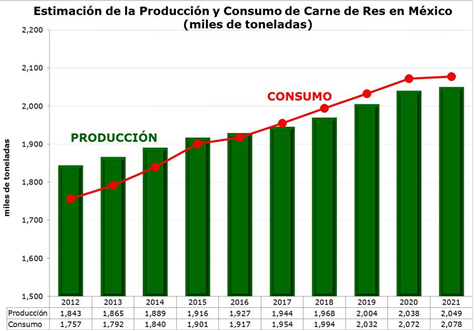 Estimación de la Producción y Consumo de Carne de Res en México
(miles de toneladas)
2,200
2,100
2,000
1,900
1,800
1,700
1,600
1,500
miles de toneladas
CONSUMO
PRODUCCIÓN
2012 2013 2014 2015 2016 2017 2018 2019 2020 2021
Producción 1,843 1,865 1,889 1,916 1,927 1,944 1,968 2,004 2,038 2,049
Consumo 1,757 1,792 1,840 1,901 1,917 1,954 1,994 2,032 2,072 2,078